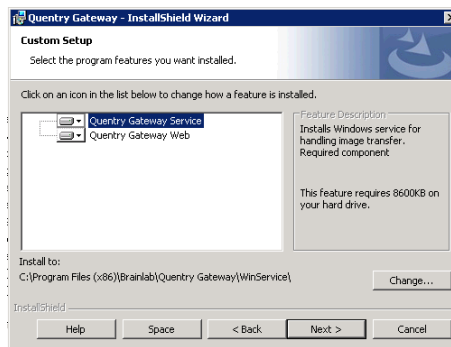 Quentry Gateway - InstallShield Wizard
Custom Setup
Select the program features you want installed.
Click on an icon in the list below to change how a feature is installed.
Quentry Gateway Service
Quentry Gateway Web
Feature Description
Installs Windows service for
handling image transfer.
Required component
This feature requires 8600KB on
your hard drive.
Install to:
C:\Program Files (x86)\Brainlab\Quentry Gateway\WinService\
Change...
InstallShield
Help
Space
< Back
Next >
Cancel